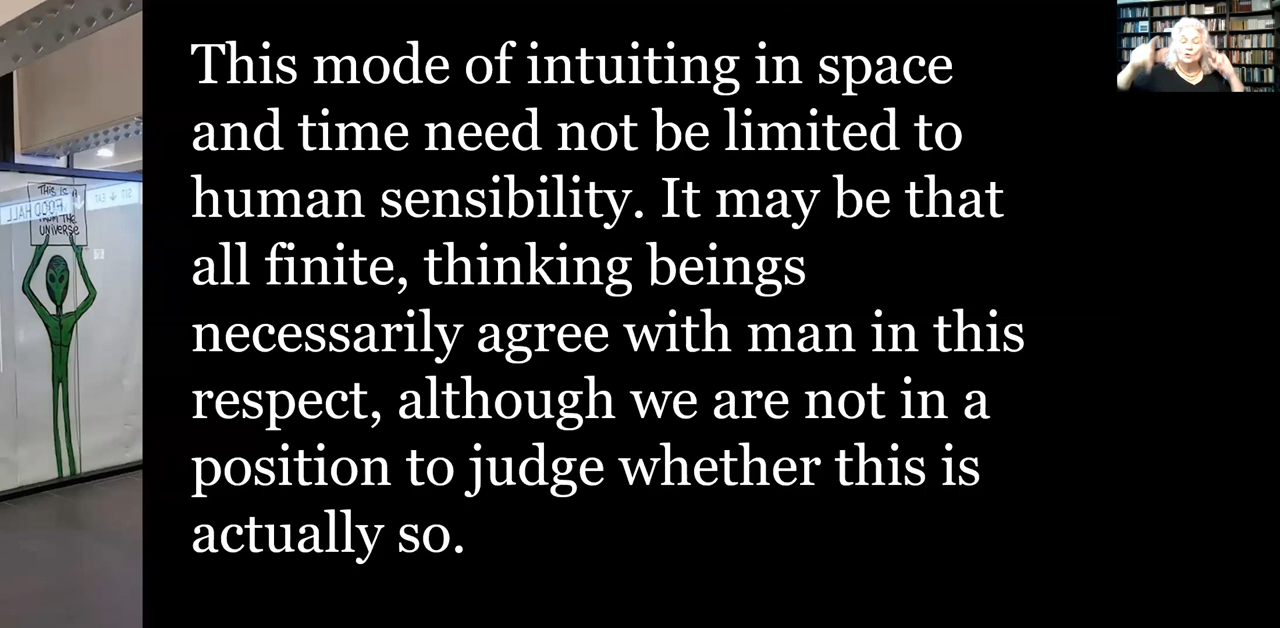 This mode of intuiting in space
and time need not be limited to
human sensibility. It may be that
all finite, thinking beings
necessarily agree with man in this
respect, although we are not in a
position to judge whether this is
actually so.
THIS IS
FOOD HALL
FROM THE
UNIVERSE
SIT ↓ EAT